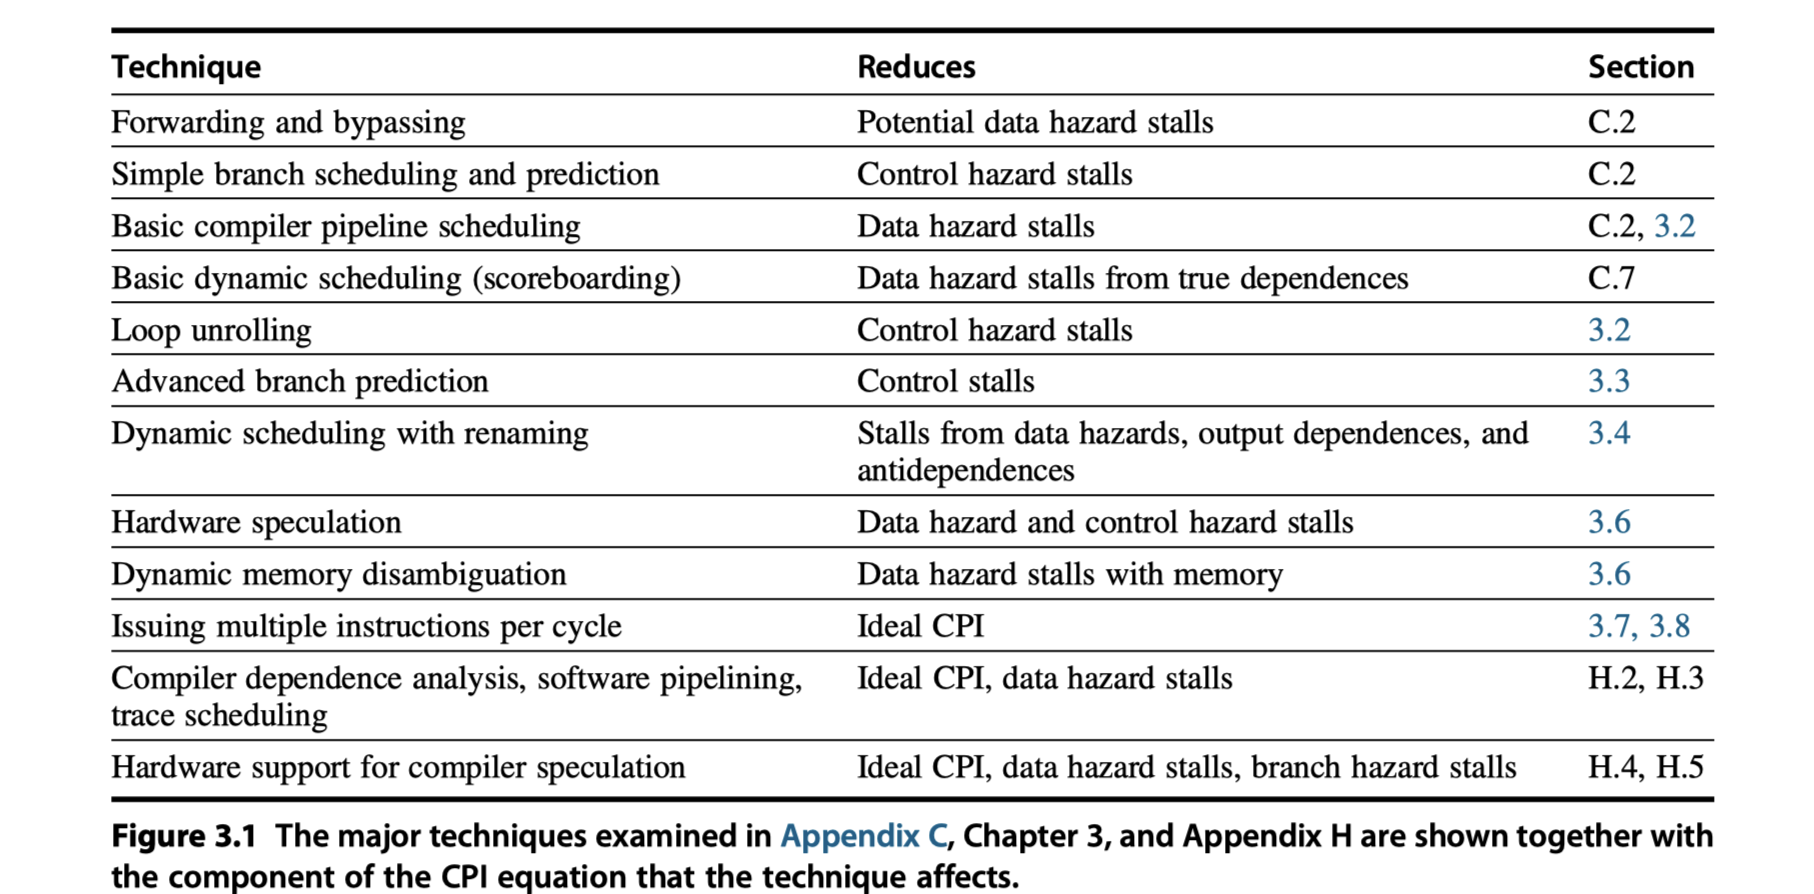 Technique Reduces Section
Forwarding and bypassing Potential data hazard stalls C.2
Simple branch scheduling and prediction Control hazard stalls C.2
Basic compiler pipeline scheduling Data hazard stalls C.2, 3.2
Basic dynamic scheduling (scoreboarding) Data hazard stalls from true dependences C.7
Loop unrolling Control hazard stalls 3.2
Advanced branch prediction Control stalls 3.3
Dynamic scheduling with renaming Stalls from data hazards, output dependences, and 3.4
antidependences
Hardware speculation Data hazard and control hazard stalls 3.6
Dynamic memory disambiguation Data hazard stalls with memory 3.6
Issuing multiple instructions per cycle Ideal CPI 3.7, 3.8
Compiler dependence analysis, software pipelining, Ideal CPI, data hazard stalls H.2, H.3
trace scheduling
Hardware support for compiler speculation Ideal CPI, data hazard stalls, branch hazard stalls H.4, H.5
Figure 3.1 The major techniques examined in Appendix C, Chapter 3, and Appendix H are shown together with
the component of the CPI equation that the technique affects.